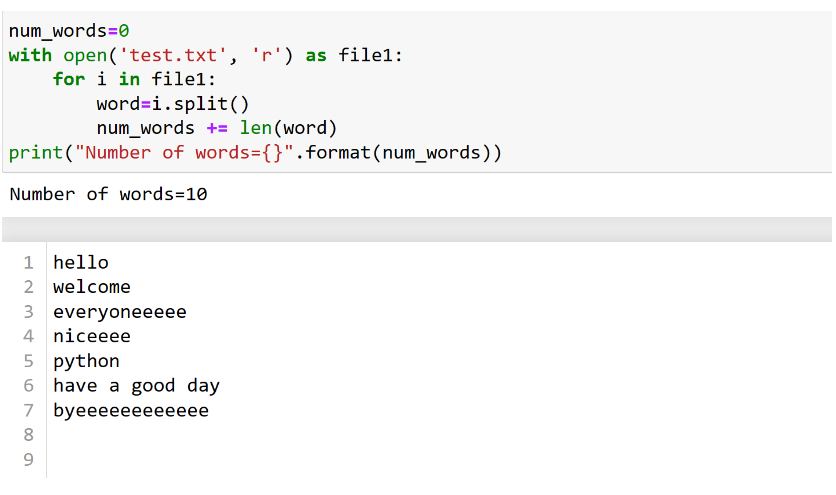 num_words=0
with open('test.txt', 'r') as file1:
    for i in file1:
        word=i.split()
        num_words += len(word)
print("Number of words={}".format(num_words))
Number of words=10
1 hello
2 welcome
3 everyoneeeee
4 niceeee
5 python
6 have a good day
7 byeeeeeeeeeeee
8
9